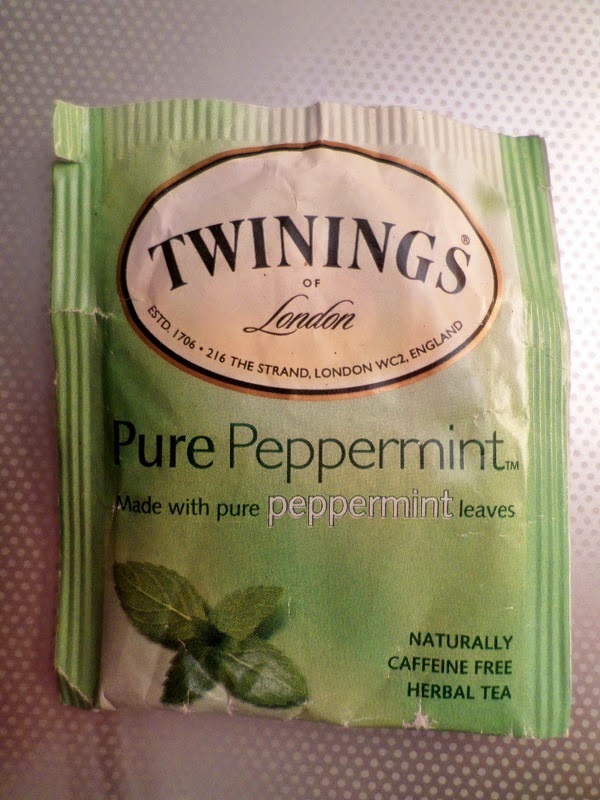 TWININGS®
OF
London
ESTD. 1706 • 216 THE STRAND, LONDON WC2, ENGLAND
Pure Peppermint™
Made with pure peppermint leaves
NATURALLY
CAFFEINE FREE
HERBAL TEA